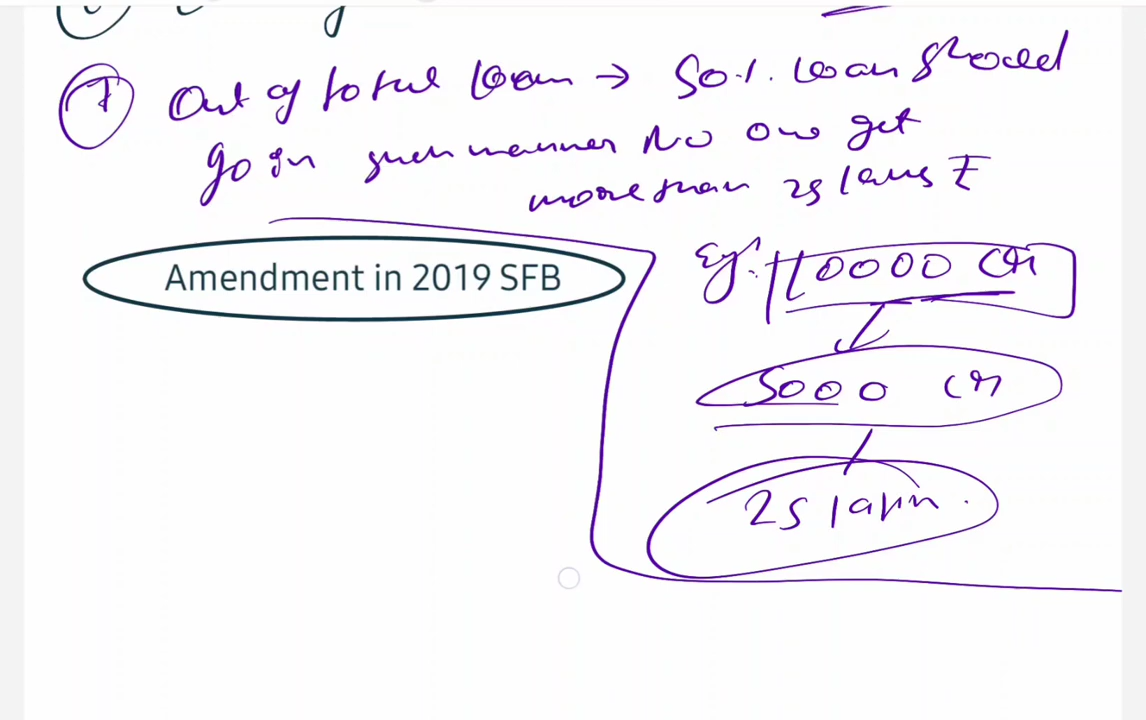 7 Out of total loan → 50%. loan should
go in such manner No one get
more than 25 lakhs ₹
Amendment in 2019 SFB
Eg: 10000 Cr
5000 Cr
25 lakh.